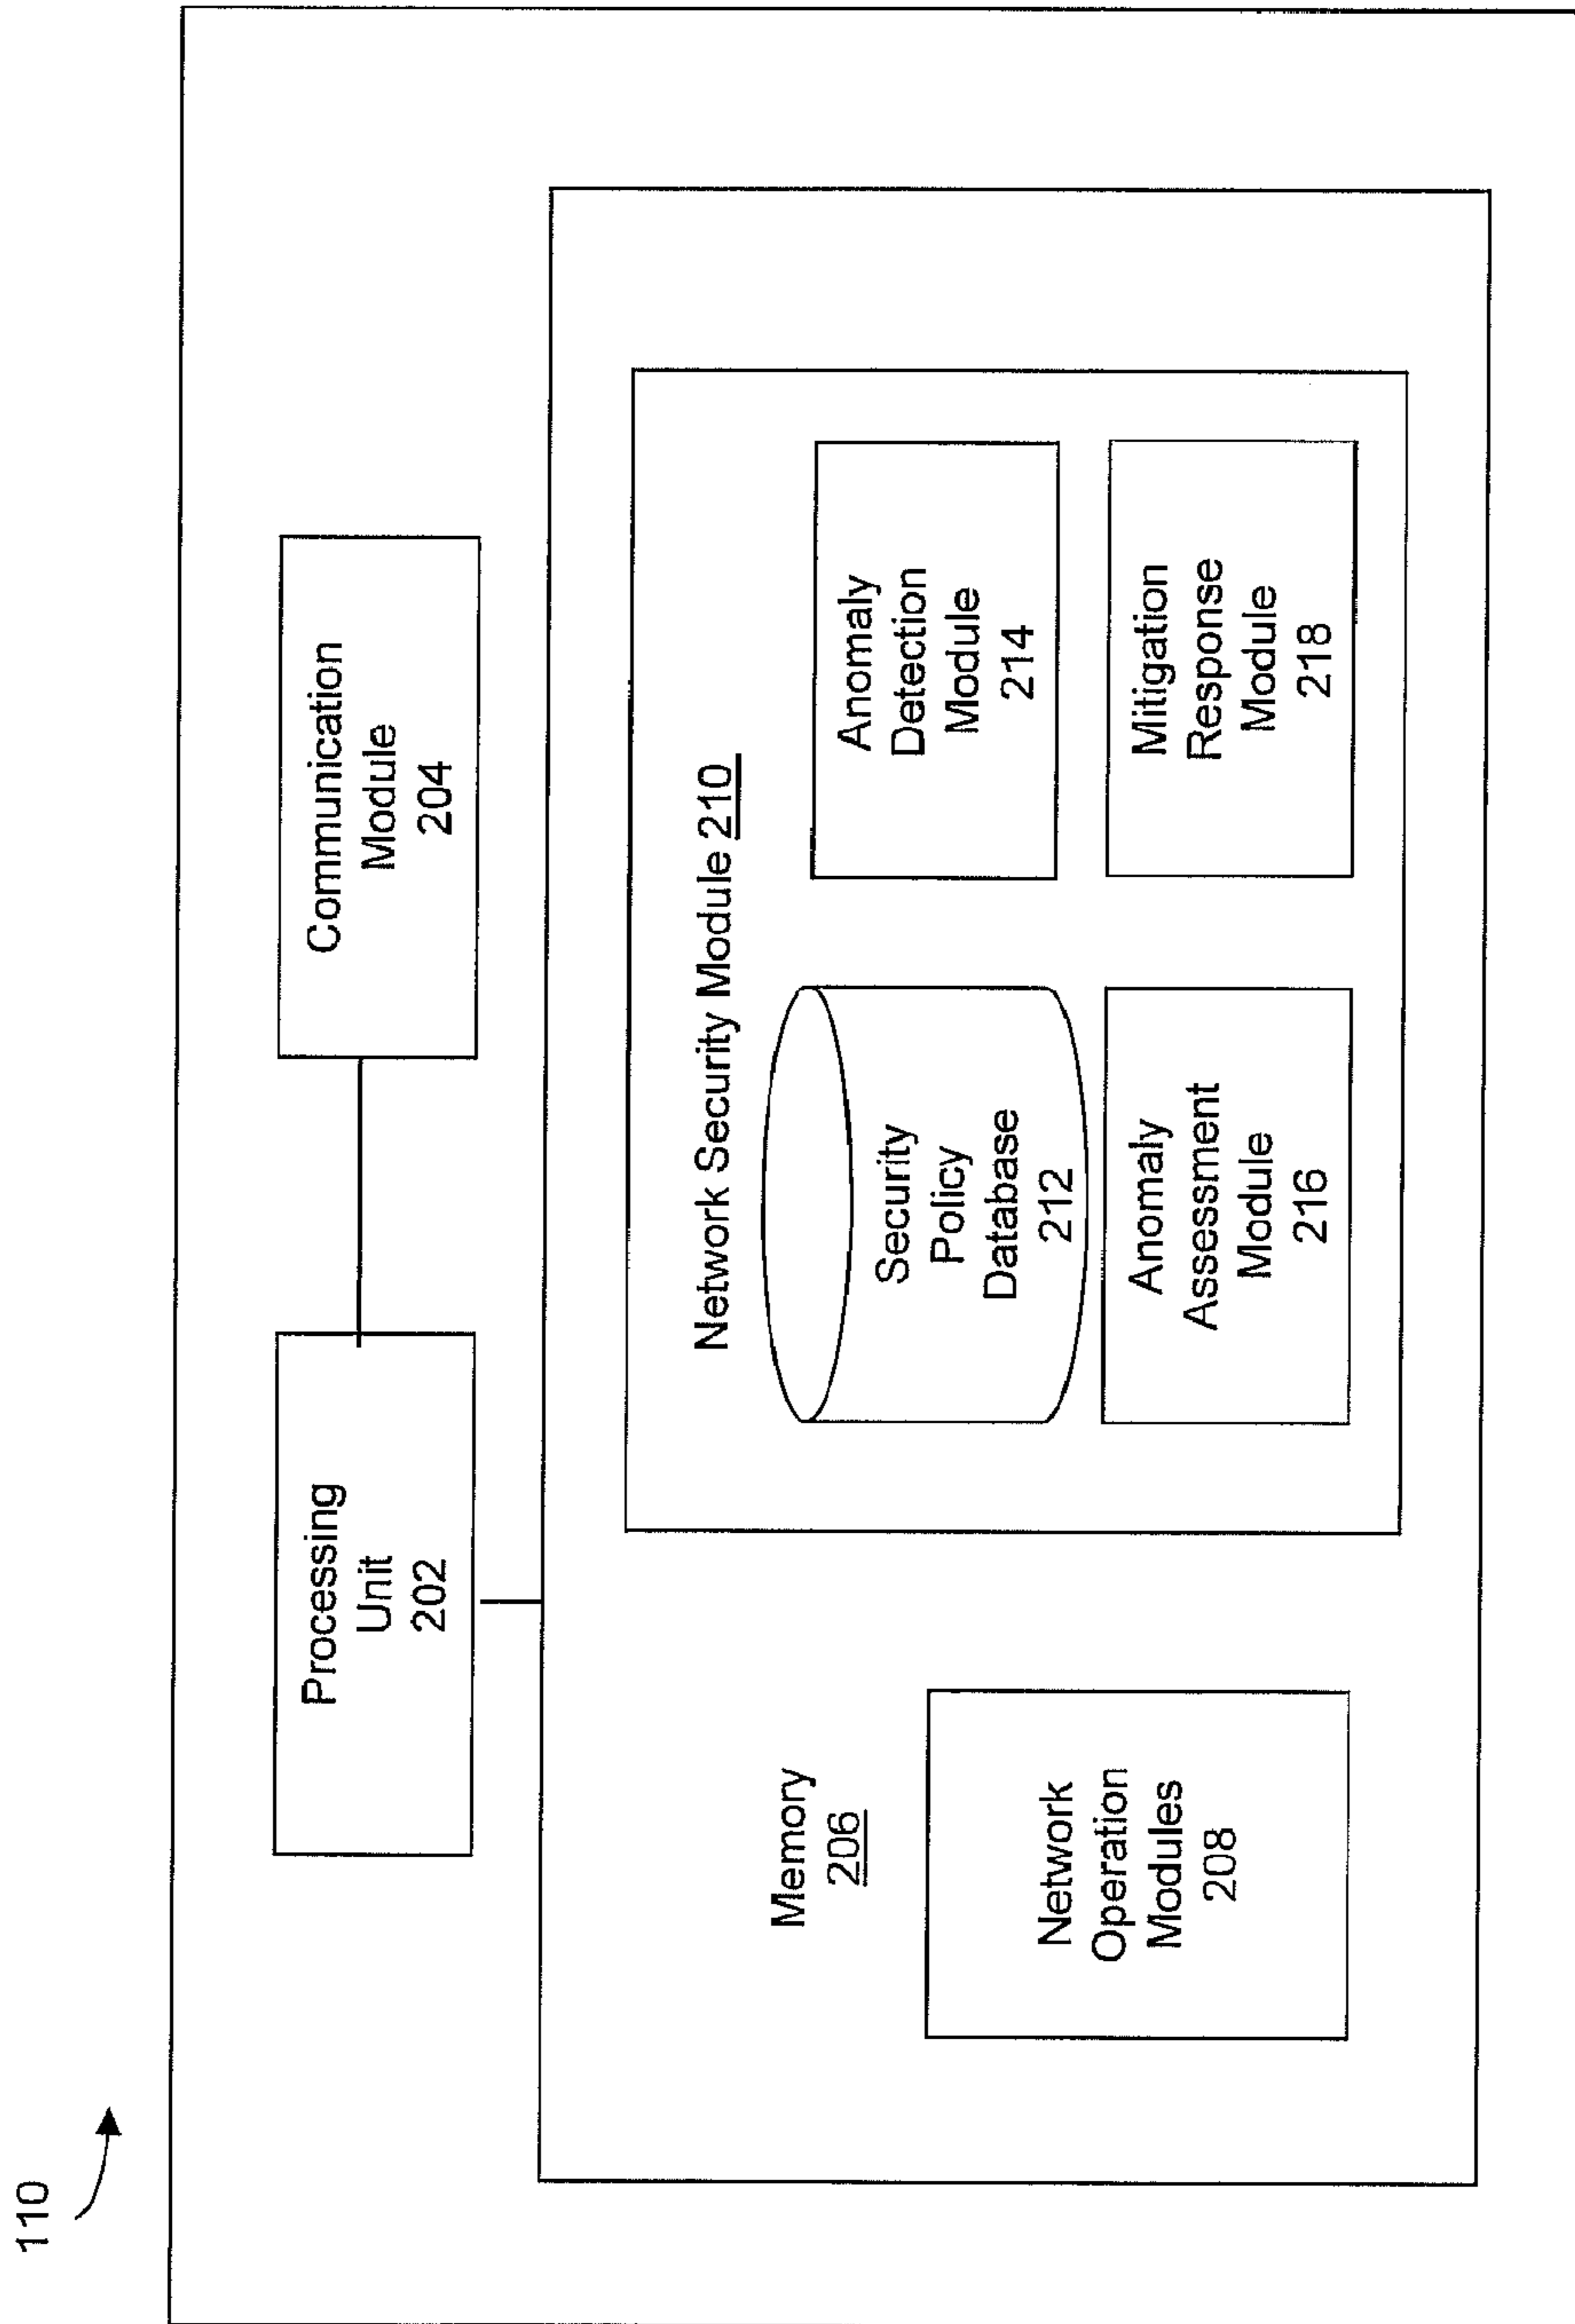 110
Processing
Unit
202
Communication
Module
204
Memory
206
Network
Operation
Modules
208
Network Security Module 210
Security
Policy
Database
212
Anomaly
Detection
Module
214
Anomaly
Assessment
Module
216
Mitigation
Response
Module
218